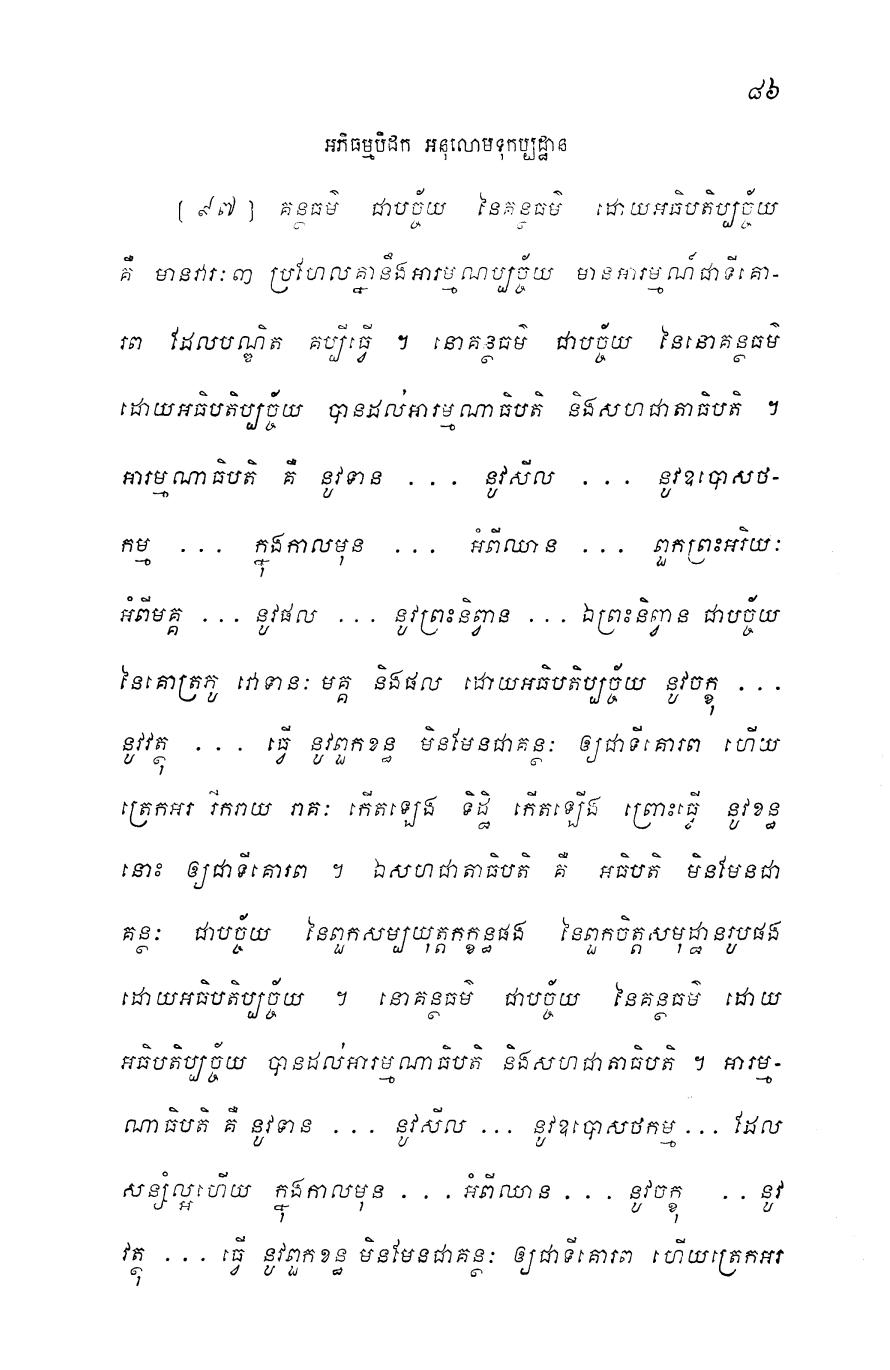 ៨៦
អភិធម្មបិដក អនុលោមទុកប្បដ្ឋាន
[ ៩៧ ] គន្ថធម៌ ជាបច្ច័យ នៃគន្ថធម៌ ដោយអធិបតិប្បច្ច័យ
គឺ មានវារៈ ៣ ប្រហែលគ្នានឹងអារម្មណប្បច្ច័យ មានអារម្មណ៍ជាទីគោ-
រព ដែលបណ្ឌិត គប្បីធ្វើ ។ នោគន្ថធម៌ ជាបច្ច័យ នៃនោគន្ថធម៌
ដោយអធិបតិប្បច្ច័យ បានដល់អារម្មណាធិបតិ និងសហជាតាធិបតិ ។
អារម្មណាធិបតិ គឺ នូវទាន ... នូវសីល ... នូវឧបោសថ-
កម្ម ... ក្នុងកាលមុន ... អំពីឈាន ... ពួកព្រះអរិយៈ
អំពីមគ្គ ... នូវផល ... នូវព្រះនិព្វាន ... ឯព្រះនិព្វាន ជាបច្ច័យ
នៃគោត្រភូ វោទានៈ មគ្គ និងផល ដោយអធិបតិប្បច្ច័យ នូវចក្ខុ ...
នូវវត្ថុ ... ធ្វើ នូវពួកខន្ធ មិនមែនជាគន្ថៈ ឲ្យជាទីគោរព ហើយ
ត្រេកអរ រីករាយ រាគៈ កើតឡើង ទិដ្ឋិ កើតឡើង ព្រោះធ្វើ នូវខន្ធ
នោះ ឲ្យជាទីគោរព ។ ឯសហជាតាធិបតិ គឺ អធិបតិ មិនមែនជា
គន្ថៈ ជាបច្ច័យ នៃពួកសម្បយុត្តកក្ខន្ធផង នៃពួកចិត្តសមុដ្ឋានរូបផង
ដោយអធិបតិប្បច្ច័យ ។ នោគន្ថធម៌ ជាបច្ច័យ នៃគន្ថធម៌ ដោយ
អធិបតិប្បច្ច័យ បានដល់អារម្មណាធិបតិ និងសហជាតាធិបតិ ។ អារម្ម-
ណាធិបតិ គឺ នូវទាន ... នូវសីល ... នូវឧបោសថកម្ម ... ដែល
សន្សំល្អហើយ ក្នុងកាលមុន ... អំពីឈាន ... នូវចក្ខុ .. នូវ
វត្ថុ ... ធ្វើ នូវពួកខន្ធ មិនមែនជាគន្ថៈ ឲ្យជាទីគោរព ហើយត្រេកអរ